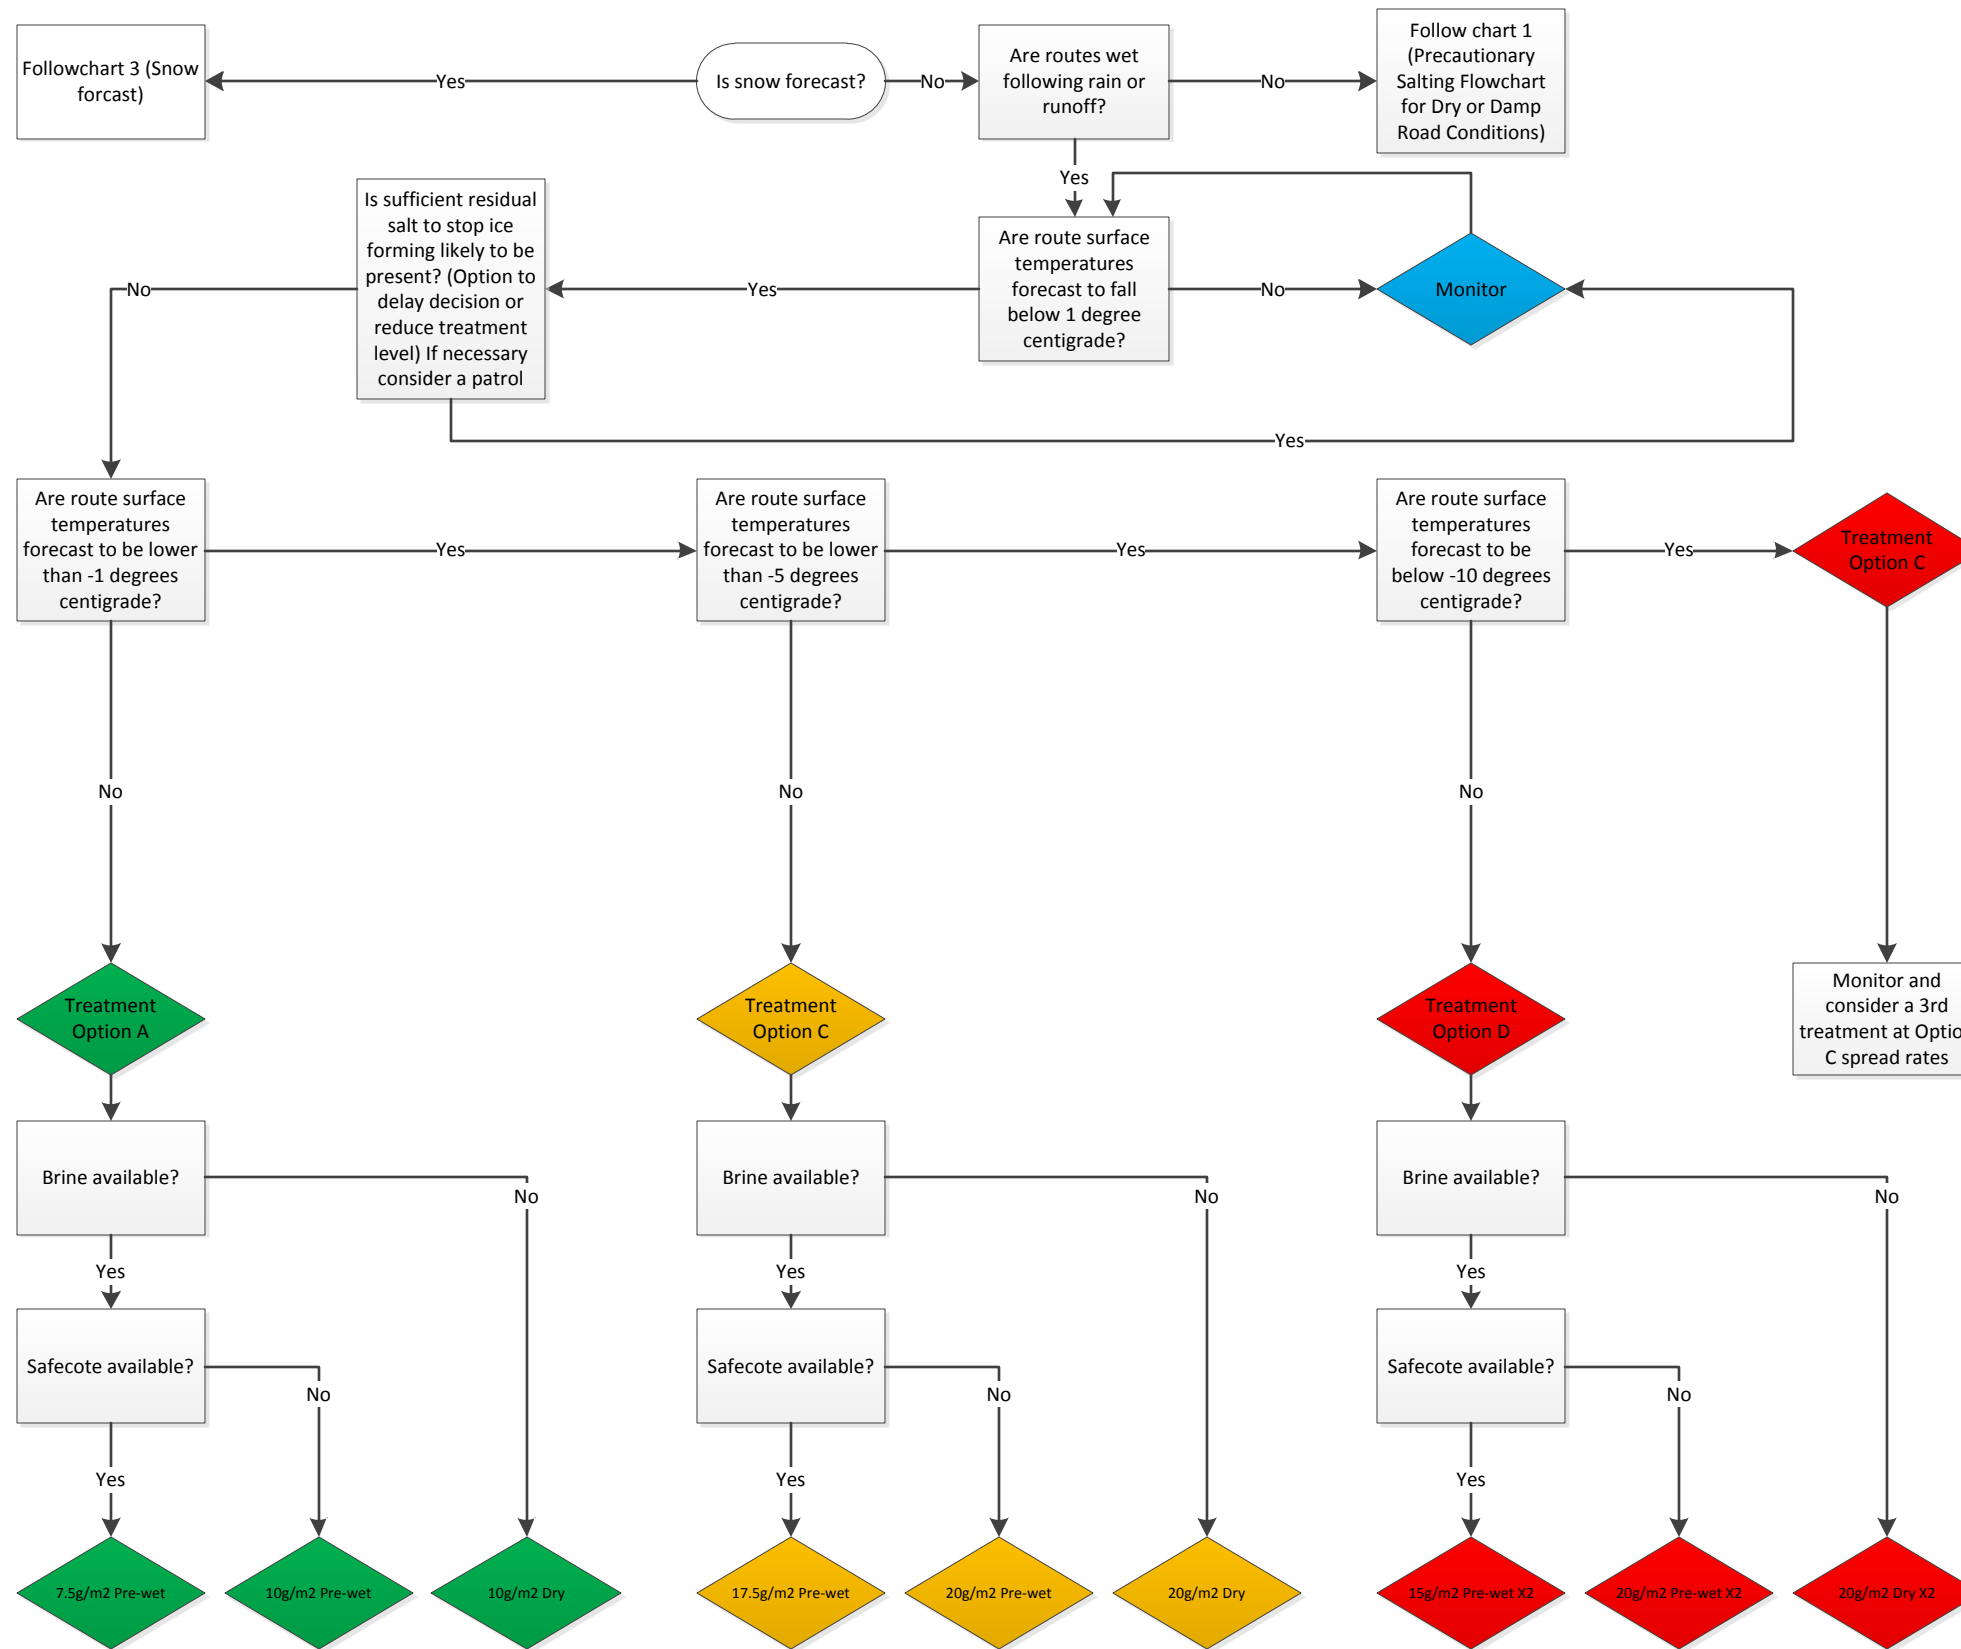 Followchart 3 (Snow
forcast)
Yes
Is snow forecast?
No
Are routes wet
following rain or
runoff?
No
Follow chart 1
(Precautionary
Salting Flowchart
for Dry or Damp
Road Conditions)
Yes
Is sufficient residual
salt to stop ice
forming likely to be
present? (Option to
delay decision or
reduce treatment
level) If necessary
consider a patrol
Yes
Are route surface
temperatures
forecast to fall
below 1 degree
centigrade?
No
Monitor
No
Yes
Are route surface
temperatures
forecast to be lower
than -1 degrees
centigrade?
Yes
Are route surface
temperatures
forecast to be lower
than -5 degrees
centigrade?
Yes
Are route surface
temperatures
forecast to be
below -10 degrees
centigrade?
Yes
Treatment
Option C
No
No
No
Treatment
Option A
Treatment
Option C
Treatment
Option D
Monitor and
consider a 3rd
treatment at Optio
C spread rates
Brine available?
No
Brine available?
No
Brine available?
No
Yes
Yes
Yes
Safecote available?
No
Safecote available?
No
Safecote available?
No
Yes
Yes
Yes
7.5g/m2 Pre-wet
10g/m2 Pre-wet
10g/m2 Dry
17.5g/m2 Pre-wet
20g/m2 Pre-wet
20g/m2 Dry
15g/m2 Pre-wet X2
20g/m2 Pre-wet X2
20g/m2 Dry X2